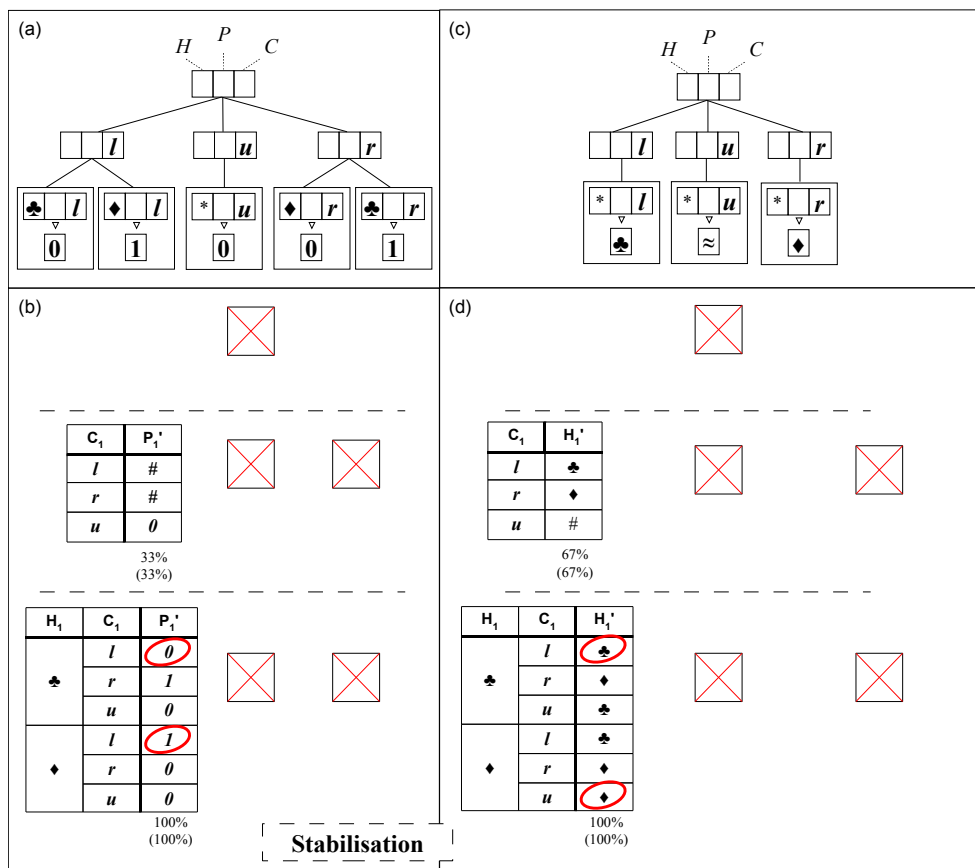 (a)
H P C
l u r
♣ l ♦ l * u ♦ r ♣ r
0 1 0 0 1
(c)
H P C
l u r
* l * u * r
♣ ≈ ♦
(b)
C1 P1'
l #
r #
u 0
33%
(33%)
H1 C1 P1'
♣ l 0
r 1
u 0
♦ l 1
r 0
u 0
100%
(100%)
(d)
C1 H1'
l ♣
r ♦
u #
67%
(67%)
H1 C1 H1'
♣ l ♣
r ♦
u ♣
♦ l ♣
r ♦
u ♦
100%
(100%)
Stabilisation